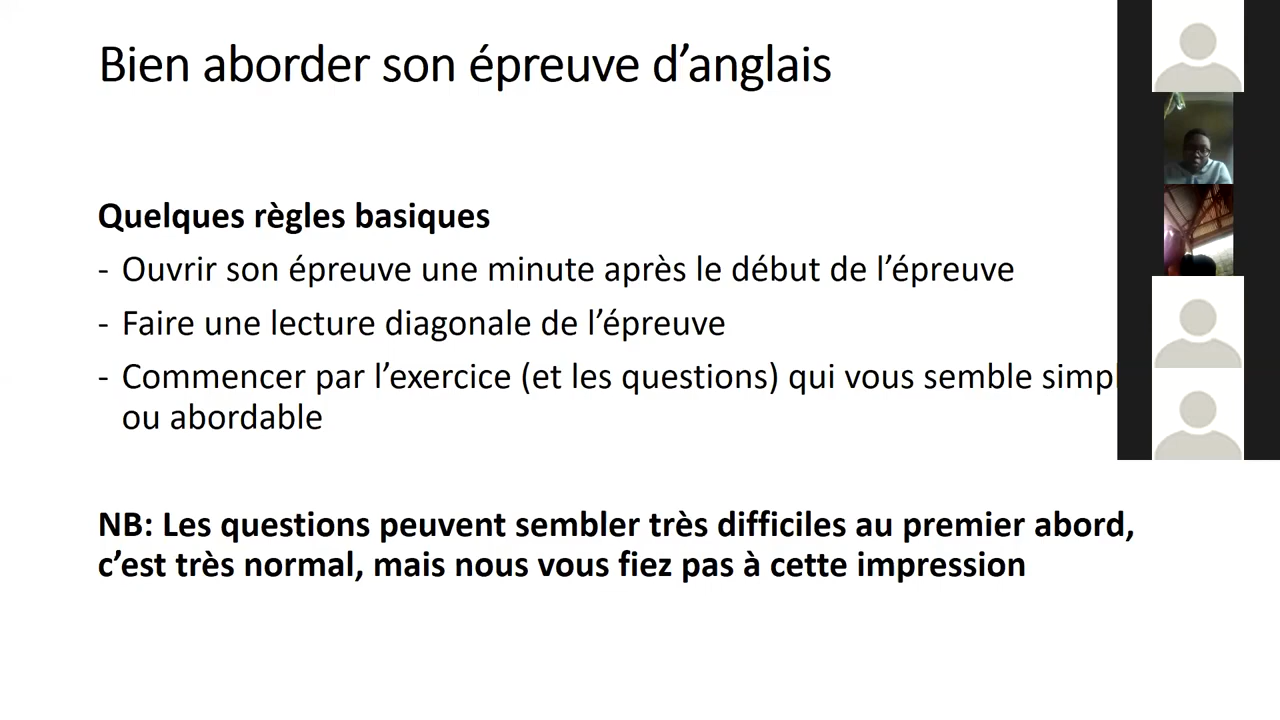 Bien aborder son épreuve d’anglais
Quelques règles basiques
- Ouvrir son épreuve une minute après le début de l’épreuve
- Faire une lecture diagonale de l’épreuve
- Commencer par l’exercice (et les questions) qui vous semble simpl
ou abordable
NB: Les questions peuvent sembler très difficiles au premier abord,
c’est très normal, mais nous vous fiez pas à cette impression